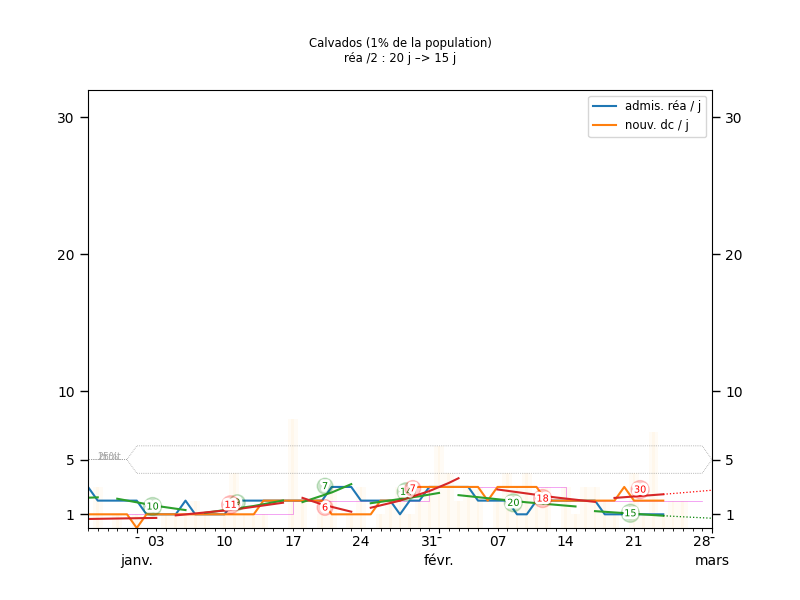 Calvados (1% de la population)
réa /2 : 20 j –> 15 j
admis. réa / j
nouv. dc / j
30 30
20 20
10 10
5 5
1 1
7
10 11 6 7 20 18 15 30
- 03 10 17 24 31- 07 14 21 28-
janv. févr. mars